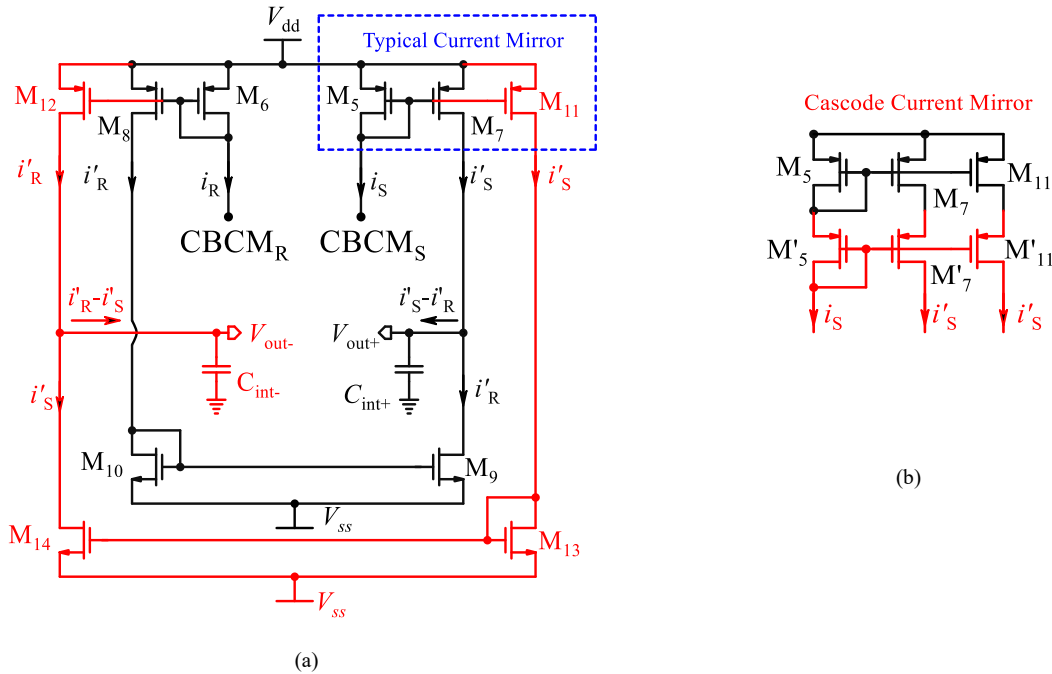 V_dd
Typical Current Mirror
M_12
M_8
M_6
M_5
M_7
M_11
i'_R
i'_R
i_R
i_S
i'_S
i'_S
CBCM_R
CBCM_S
i'_R-i'_S
i'_S-i'_R
V_out-
V_out+
C_int-
C_int+
i'_S
i'_R
M_10
M_9
V_ss
M_14
M_13
V_ss
(a)
Cascode Current Mirror
M_5
M_7
M_11
M'_5
M'_7
M'_11
i_S
i'_S
i'_S
(b)